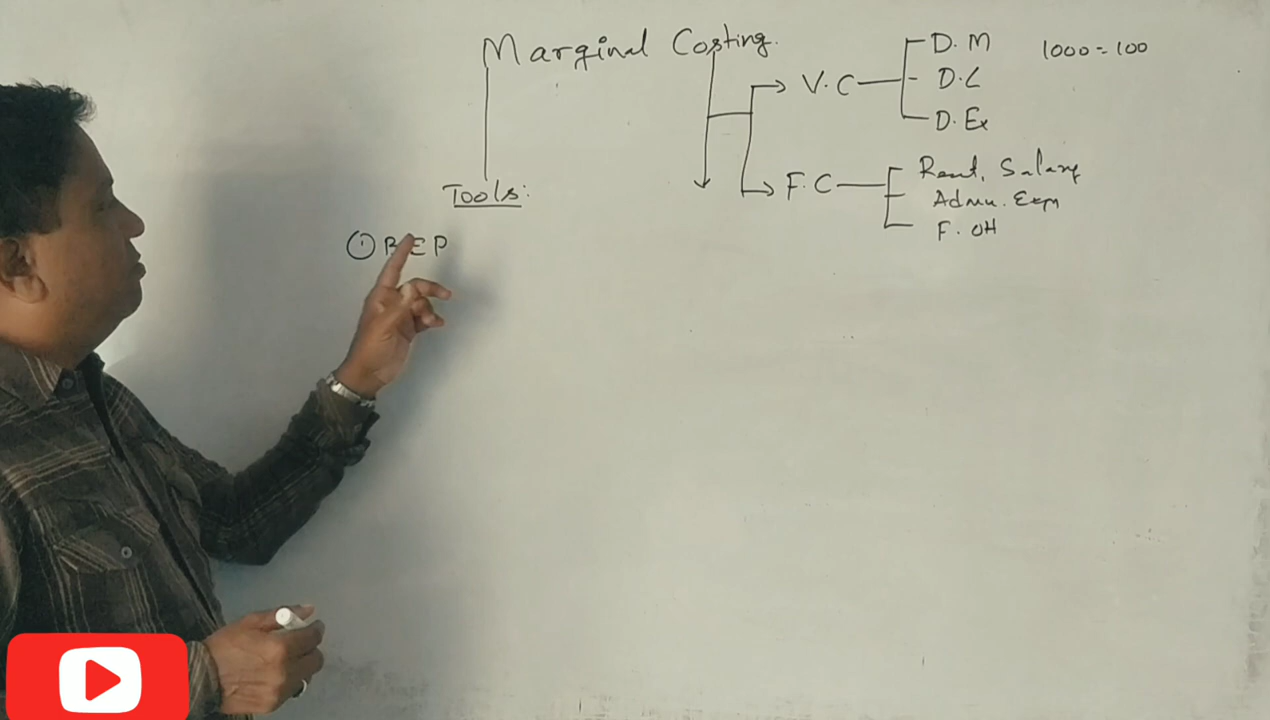 Marginal Costing.
V.C
D.M
D.L
D.Ex
1000 = 100
F.C
Rent, Salary
Admn. Exp
F. OH
Tools:
① BEP